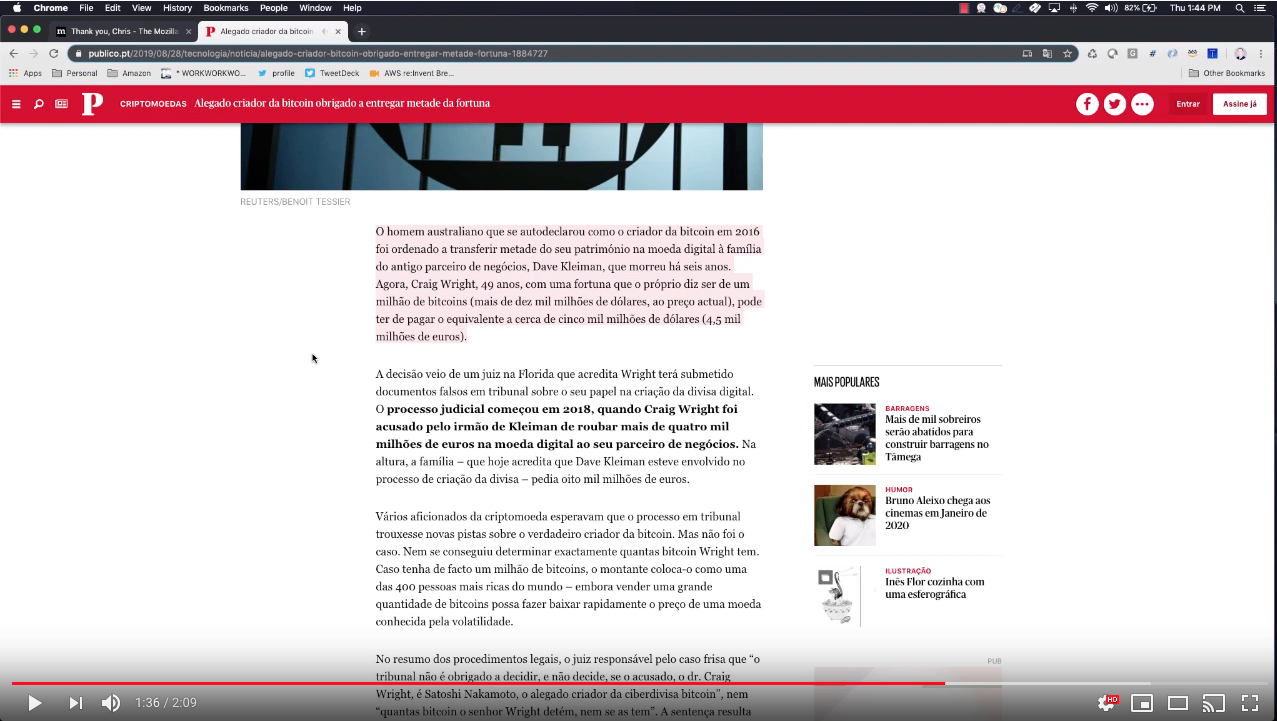 Chrome File Edit View History Bookmarks People Window Help 82% Thu 1:44 PM
Thank you, Chris - The Mozilla Alegado criador da bitcoin
publico.pt/2019/08/28/tecnologia/noticia/alegado-criador-bitcoin-obrigado-entregar-metade-fortuna-1884727
Apps Personal Amazon * WORKWORKWO... profile TweetDeck AWS re:Invent Bre... Other Bookmarks
P CRIPTOMOEDAS Alegado criador da bitcoin obrigado a entregar metade da fortuna Entrar Assine já
REUTERS/BENOIT TESSIER
O homem australiano que se autodeclarou como o criador da bitcoin em 2016
foi ordenado a transferir metade do seu património na moeda digital à família
do antigo parceiro de negócios, Dave Kleiman, que morreu há seis anos.
Agora, Craig Wright, 49 anos, com uma fortuna que o próprio diz ser de um
milhão de bitcoins (mais de dez mil milhões de dólares, ao preço actual), pode
ter de pagar o equivalente a cerca de cinco mil milhões de dólares (4,5 mil
milhões de euros).
A decisão veio de um juiz na Florida que acredita Wright terá submetido
documentos falsos em tribunal sobre o seu papel na criação da divisa digital.
O processo judicial começou em 2018, quando Craig Wright foi
acusado pelo irmão de Kleiman de roubar mais de quatro mil
milhões de euros na moeda digital ao seu parceiro de negócios. Na
altura, a família – que hoje acredita que Dave Kleiman esteve envolvido no
processo de criação da divisa – pedia oito mil milhões de euros.
Vários aficionados da criptomoeda esperavam que o processo em tribunal
trouxesse novas pistas sobre o verdadeiro criador da bitcoin. Mas não foi o
caso. Nem se conseguiu determinar exactamente quantas bitcoin Wright tem.
Caso tenha de facto um milhão de bitcoins, o montante coloca-o como uma
das 400 pessoas mais ricas do mundo – embora vender uma grande
quantidade de bitcoins possa fazer baixar rapidamente o preço de uma moeda
conhecida pela volatilidade.
No resumo dos procedimentos legais, o juiz responsável pelo caso frisa que “o
tribunal não é obrigado a decidir, e não decide, se o acusado, o dr. Craig
Wright, é Satoshi Nakamoto, o alegado criador da ciberdivisa bitcoin”, nem
“quantas bitcoin o senhor Wright detém, nem se as tem”. A sentença resulta
MAIS POPULARES
BARRAGENS
Mais de mil sobreiros
serão abatidos para
construir barragens no
Tâmega
HUMOR
Bruno Aleixo chega aos
cinemas em Janeiro de
2020
ILUSTRAÇÃO
Inês Flor cozinha com
uma esferográfica
PUB
1:36 / 2:09
HD